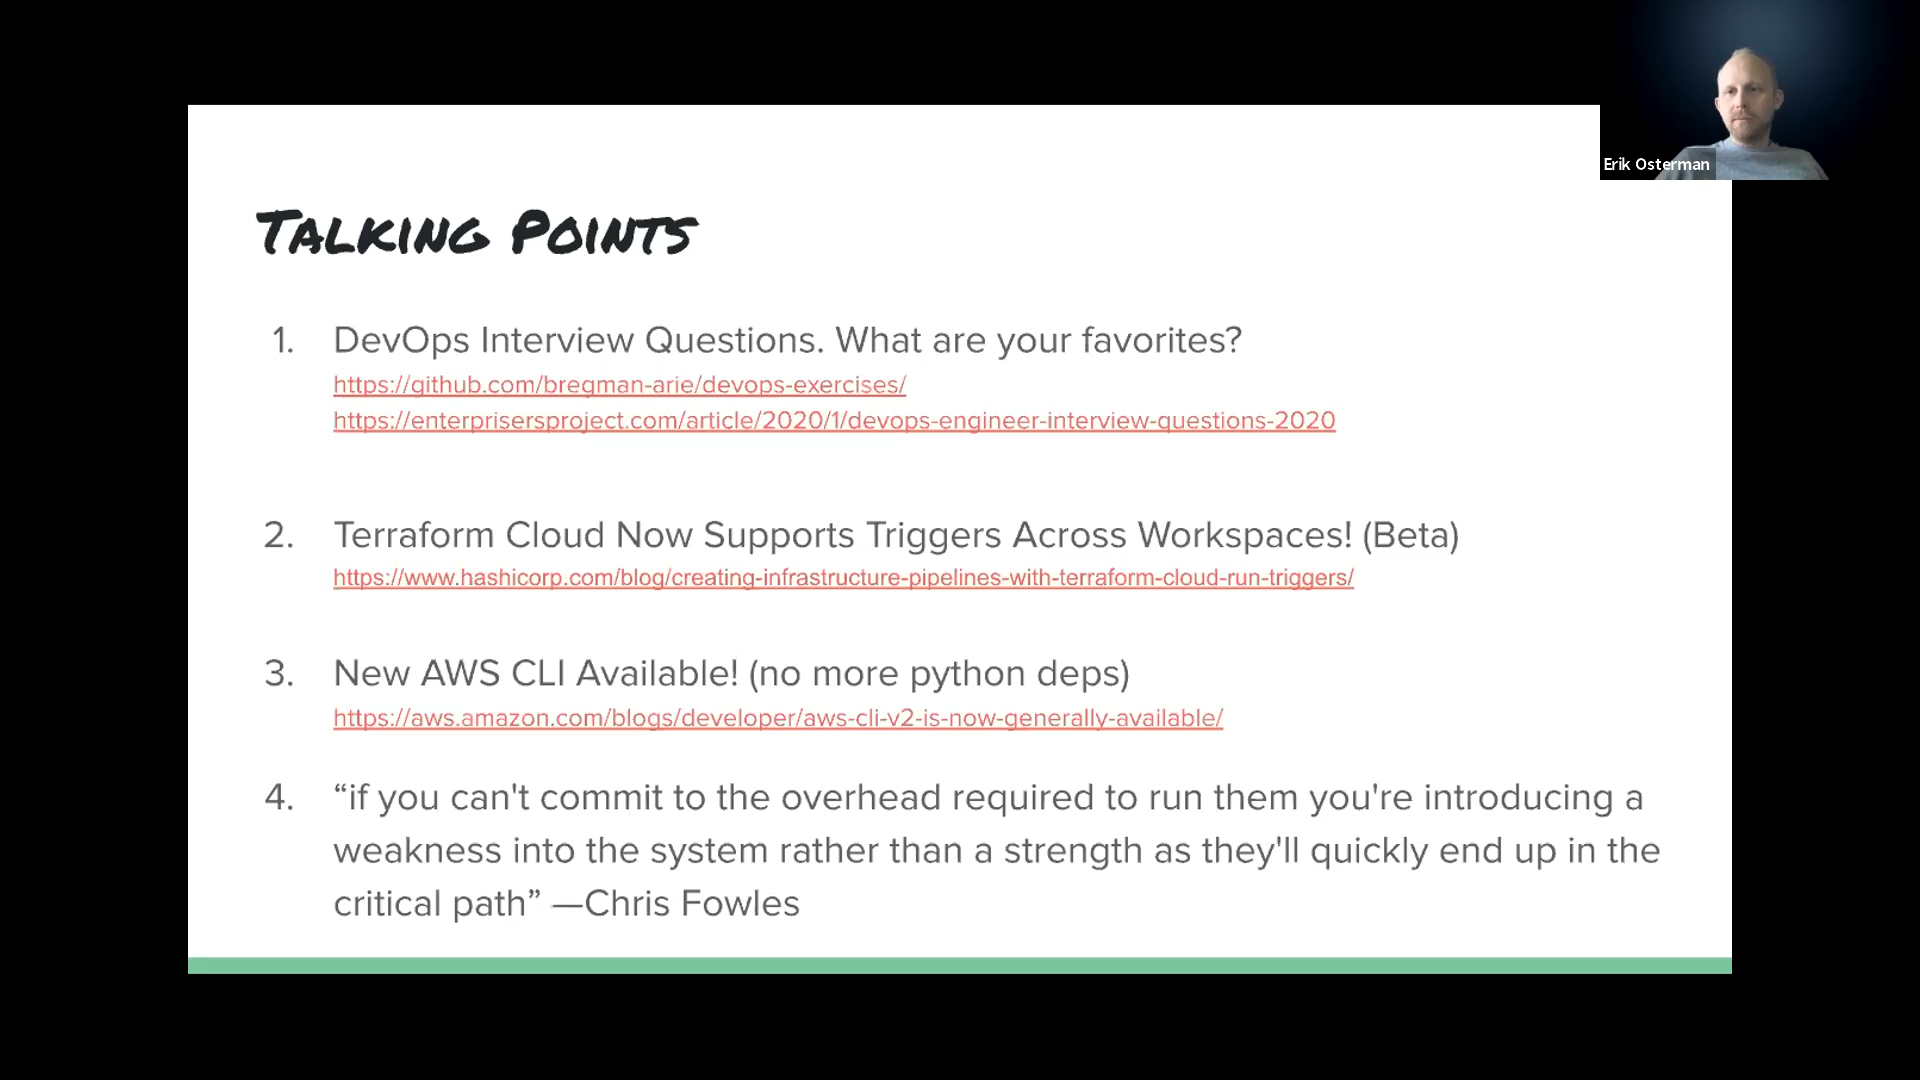 Erik Osterman
Talking Points
1. DevOps Interview Questions. What are your favorites?
https://github.com/bregman-arie/devops-exercises/
https://enterprisersproject.com/article/2020/1/devops-engineer-interview-questions-2020
2. Terraform Cloud Now Supports Triggers Across Workspaces! (Beta)
https://www.hashicorp.com/blog/creating-infrastructure-pipelines-with-terraform-cloud-run-triggers/
3. New AWS CLI Available! (no more python deps)
https://aws.amazon.com/blogs/developer/aws-cli-v2-is-now-generally-available/
4. “if you can't commit to the overhead required to run them you're introducing a
weakness into the system rather than a strength as they'll quickly end up in the
critical path” —Chris Fowles